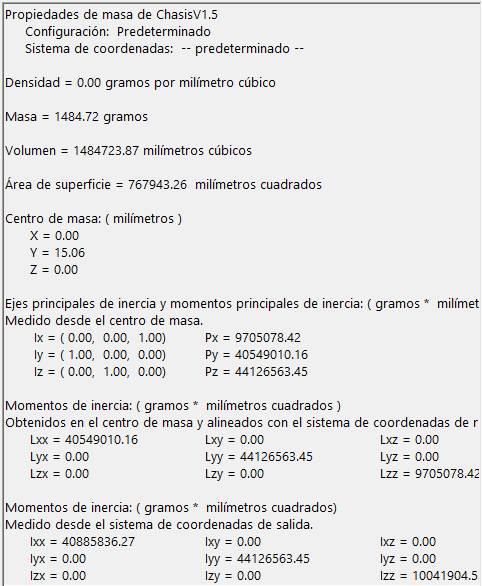 Propiedades de masa de ChasisV1.5
Configuración: Predeterminado
Sistema de coordenadas: -- predeterminado --
Densidad = 0.00 gramos por milímetro cúbico
Masa = 1484.72 gramos
Volumen = 1484723.87 milímetros cúbicos
Área de superficie = 767943.26 milímetros cuadrados
Centro de masa: ( milímetros )
X = 0.00
Y = 15.06
Z = 0.00
Ejes principales de inercia y momentos principales de inercia: ( gramos * milímet
Medido desde el centro de masa.
Ix = ( 0.00, 0.00, 1.00) Px = 9705078.42
Iy = ( 1.00, 0.00, 0.00) Py = 40549010.16
Iz = ( 0.00, 1.00, 0.00) Pz = 44126563.45
Momentos de inercia: ( gramos * milímetros cuadrados )
Obtenidos en el centro de masa y alineados con el sistema de coordenadas de r
Lxx = 40549010.16 Lxy = 0.00 Lxz = 0.00
Lyx = 0.00 Lyy = 44126563.45 Lyz = 0.00
Lzx = 0.00 Lzy = 0.00 Lzz = 9705078.42
Momentos de inercia: ( gramos * milímetros cuadrados)
Medido desde el sistema de coordenadas de salida.
Ixx = 40885836.27 Ixy = 0.00 Ixz = 0.00
Iyx = 0.00 Iyy = 44126563.45 Iyz = 0.00
Izx = 0.00 Izy = 0.00 Izz = 10041904.5